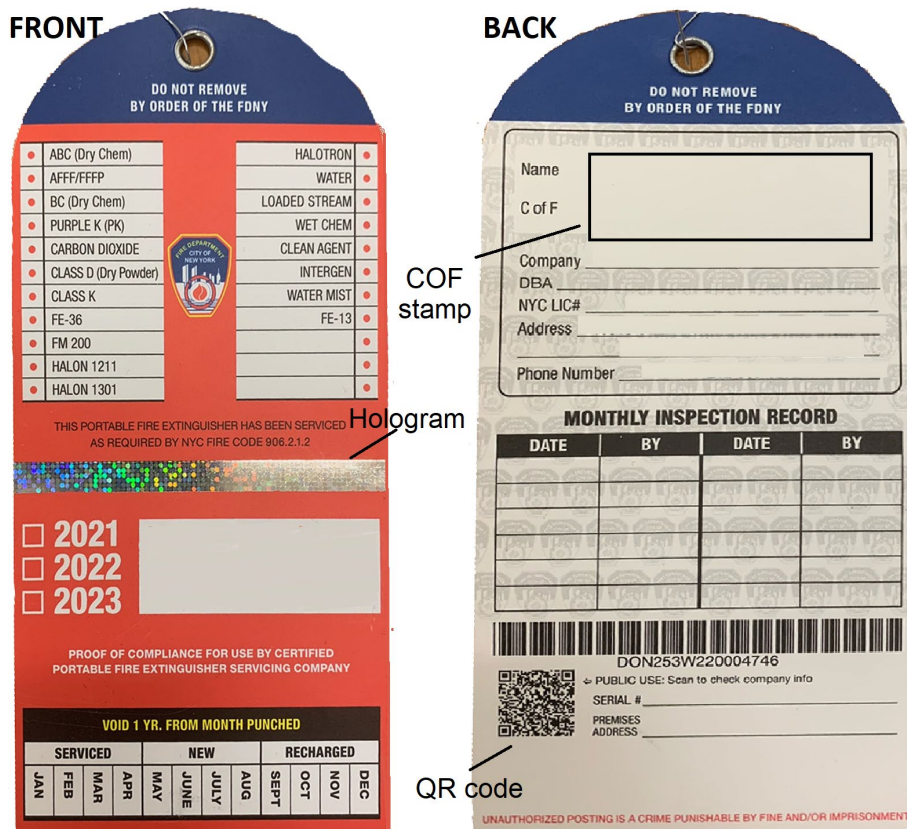 FRONT
DO NOT REMOVE
BY ORDER OF THE FDNY
ABC (Dry Chem)
AFFF/FFFP
BC (Dry Chem)
PURPLE K (PK)
CARBON DIOXIDE
CLASS D (Dry Powder)
CLASS K
FE-36
FM 200
HALON 1211
HALON 1301
FIRE DEPARTMENT
CITY OF
NEW YORK
HALOTRON
WATER
LOADED STREAM
WET CHEM
CLEAN AGENT
INTERGEN
WATER MIST
FE-13
THIS PORTABLE FIRE EXTINGUISHER HAS BEEN SERVICED
AS REQUIRED BY NYC FIRE CODE 906.2.1.2
Hologram
2021
2022
2023
PROOF OF COMPLIANCE FOR USE BY CERTIFIED
PORTABLE FIRE EXTINGUISHER SERVICING COMPANY
VOID 1 YR. FROM MONTH PUNCHED
SERVICED NEW RECHARGED
JAN FEB MAR APR MAY JUNE JULY AUG SEPT OCT NOV DEC
BACK
DO NOT REMOVE
BY ORDER OF THE FDNY
Name
C of F
COF
stamp
Company
DBA
NYC LIC#
Address
Phone Number
MONTHLY INSPECTION RECORD
DATE BY DATE BY
DON253W220004746
⇦ PUBLIC USE: Scan to check company info
SERIAL #
PREMISES
ADDRESS
QR code
UNAUTHORIZED POSTING IS A CRIME PUNISHABLE BY FINE AND/OR IMPRISONMENT